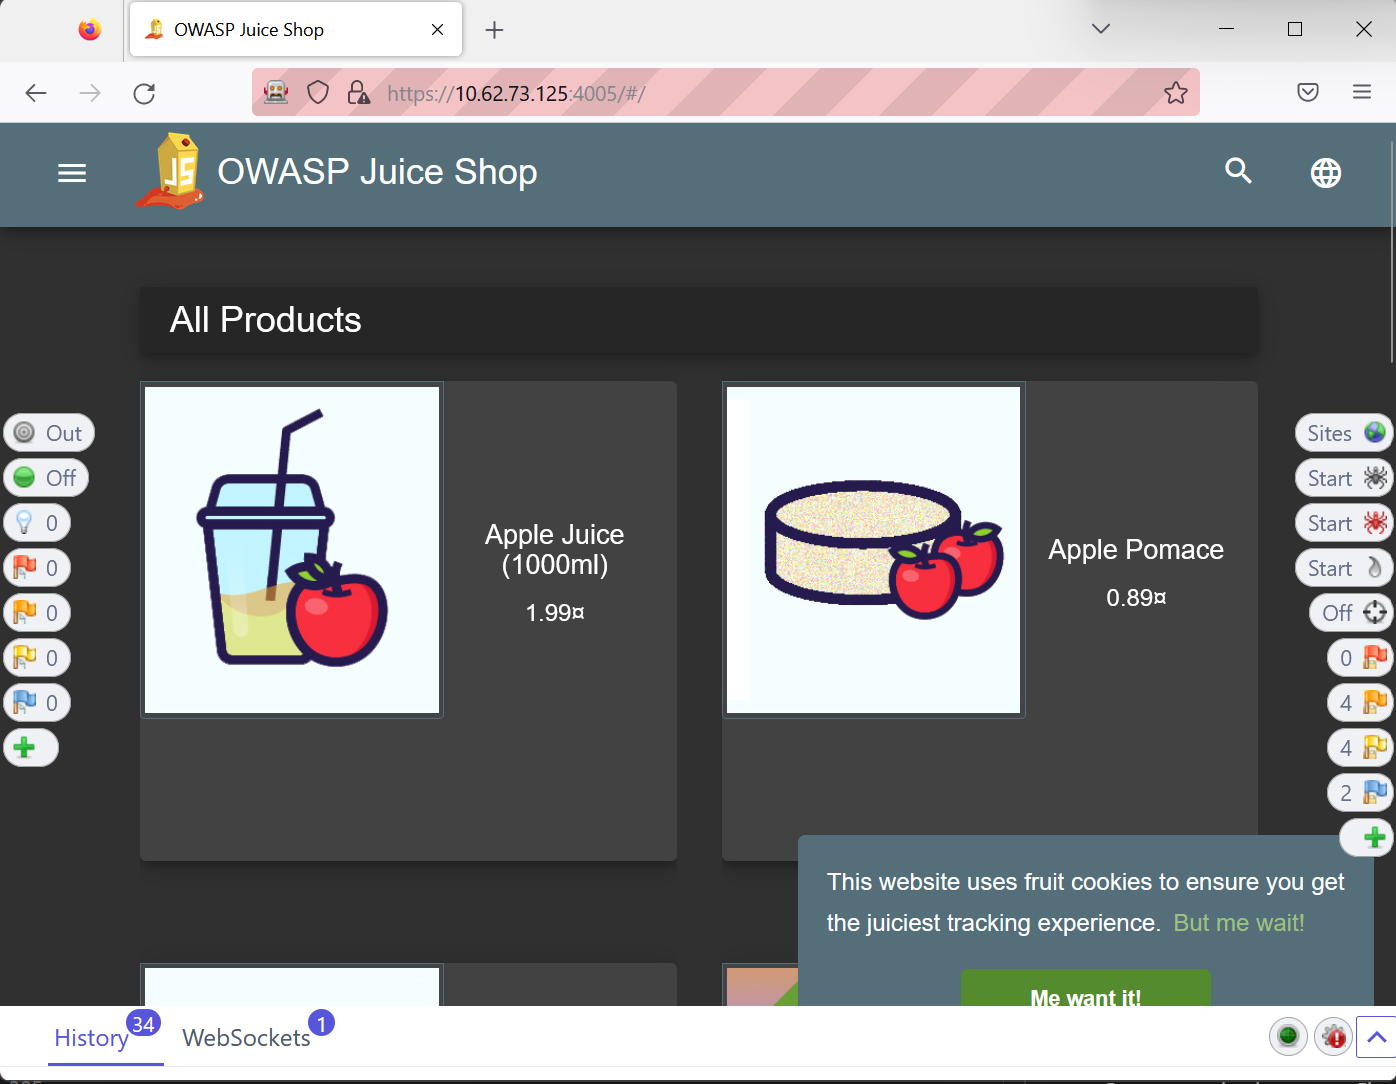 OWASP Juice Shop
https://10.62.73.125:4005/#/
JS
OWASP Juice Shop
All Products
Apple Juice
(1000ml)
1.99¤
Apple Pomace
0.89¤
Out
Off
0
0
0
0
0
Sites
Start
Start
Start
Off
0
4
4
2
This website uses fruit cookies to ensure you get
the juiciest tracking experience. But me wait!
Me want it!
History 34
WebSockets 1